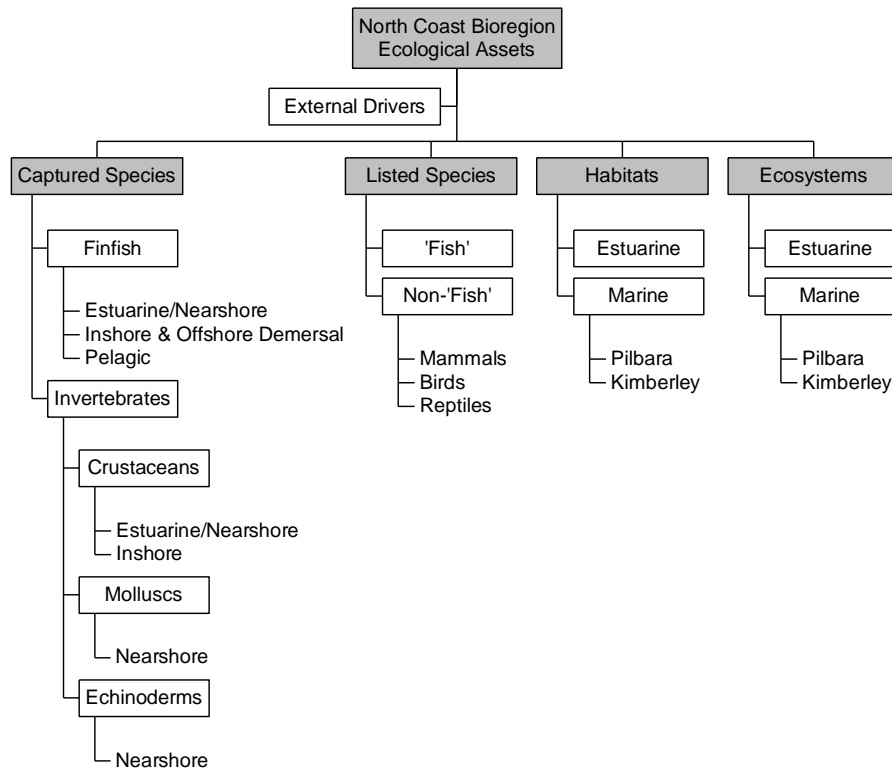 North Coast Bioregion
Ecological Assets
External Drivers
Captured Species
Finfish
Estuarine/Nearshore
Inshore & Offshore Demersal
Pelagic
Invertebrates
Crustaceans
Estuarine/Nearshore
Inshore
Molluscs
Nearshore
Echinoderms
Nearshore
Listed Species
'Fish'
Non-'Fish'
Mammals
Birds
Reptiles
Habitats
Estuarine
Marine
Pilbara
Kimberley
Ecosystems
Estuarine
Marine
Pilbara
Kimberley